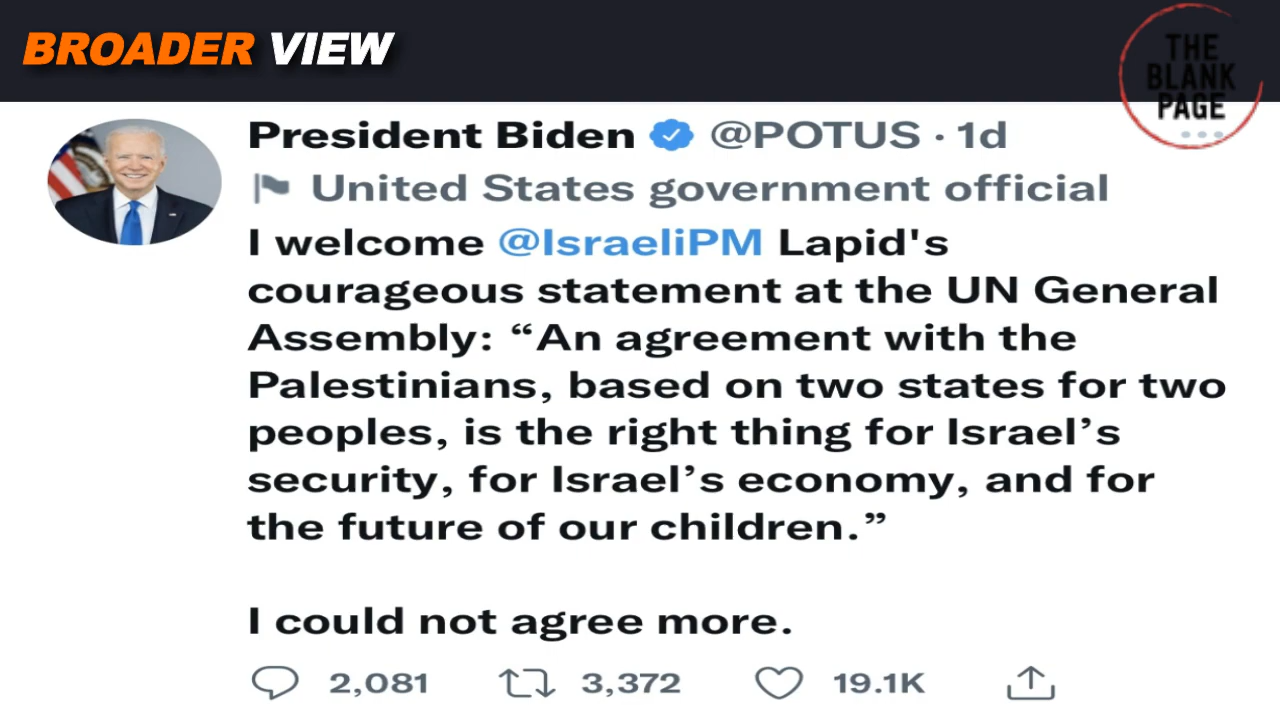 BROADER VIEW
THE
BLANK
PAGE
President Biden @POTUS · 1d
United States government official
I welcome @IsraeliPM Lapid's
courageous statement at the UN General
Assembly: “An agreement with the
Palestinians, based on two states for two
peoples, is the right thing for Israel’s
security, for Israel’s economy, and for
the future of our children.”
I could not agree more.
2,081 3,372 19.1K